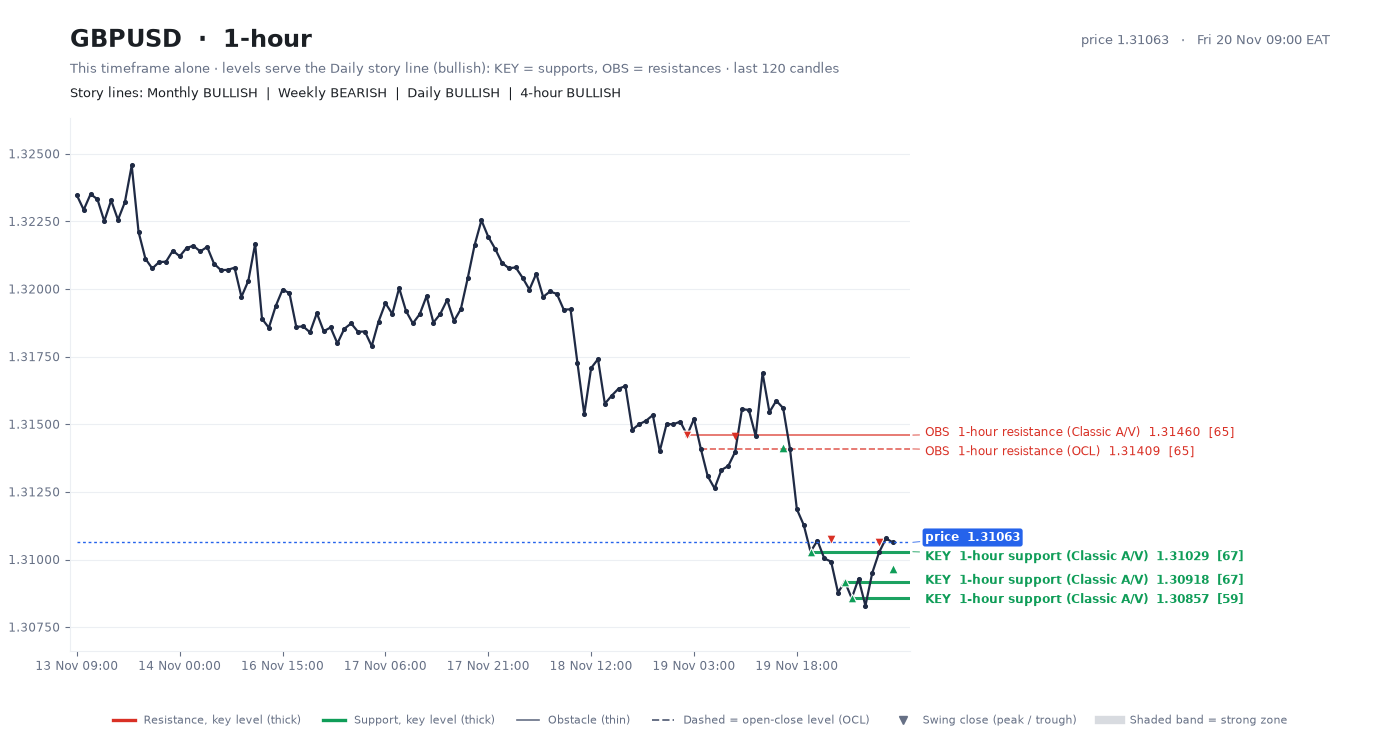 GBPUSD · 1-hour
price 1.31063 · Fri 20 Nov 09:00 EAT
This timeframe alone · levels serve the Daily story line (bullish): KEY = supports, OBS = resistances · last 120 candles
Story lines: Monthly BULLISH | Weekly BEARISH | Daily BULLISH | 4-hour BULLISH
1.32500
1.32250
1.32000
1.31750
1.31500
1.31250
1.31000
1.30750
OBS 1-hour resistance (Classic A/V) 1.31460 [65]
OBS 1-hour resistance (OCL) 1.31409 [65]
price 1.31063
KEY 1-hour support (Classic A/V) 1.31029 [67]
KEY 1-hour support (Classic A/V) 1.30918 [67]
KEY 1-hour support (Classic A/V) 1.30857 [59]
13 Nov 09:00 14 Nov 00:00 16 Nov 15:00 17 Nov 06:00 17 Nov 21:00 18 Nov 12:00 19 Nov 03:00 19 Nov 18:00
Resistance, key level (thick) Support, key level (thick) Obstacle (thin) Dashed = open-close level (OCL) Swing close (peak / trough) Shaded band = strong zone